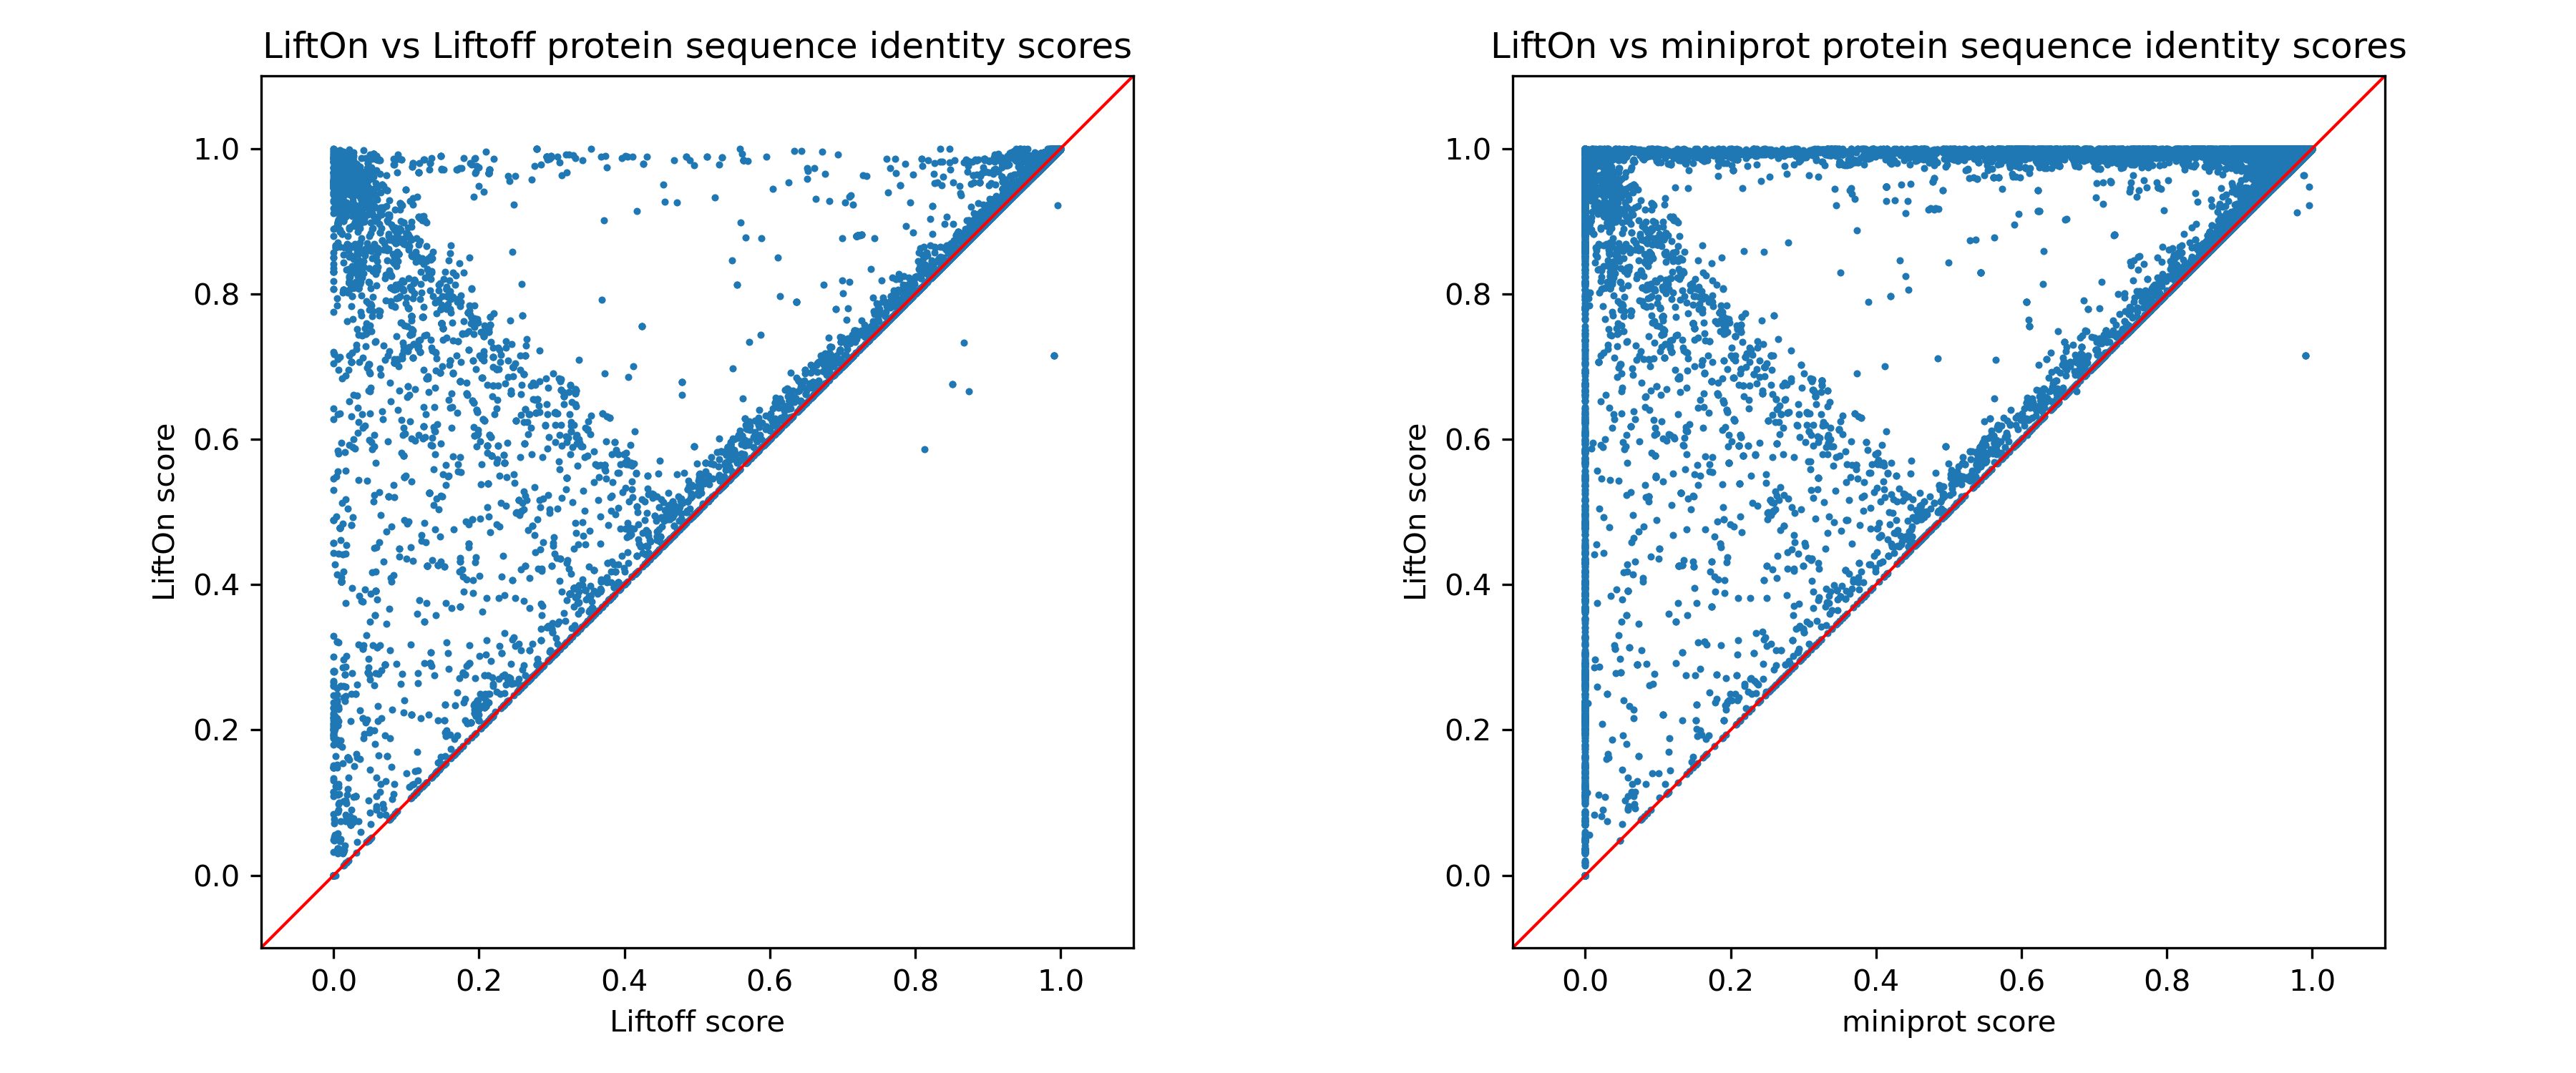 LiftOn vs Liftoff protein sequence identity scores
LiftOn score
1.0
0.8
0.6
0.4
0.2
0.0
0.0 0.2 0.4 0.6 0.8 1.0
Liftoff score
LiftOn vs miniprot protein sequence identity scores
LiftOn score
1.0
0.8
0.6
0.4
0.2
0.0
0.0 0.2 0.4 0.6 0.8 1.0
miniprot score